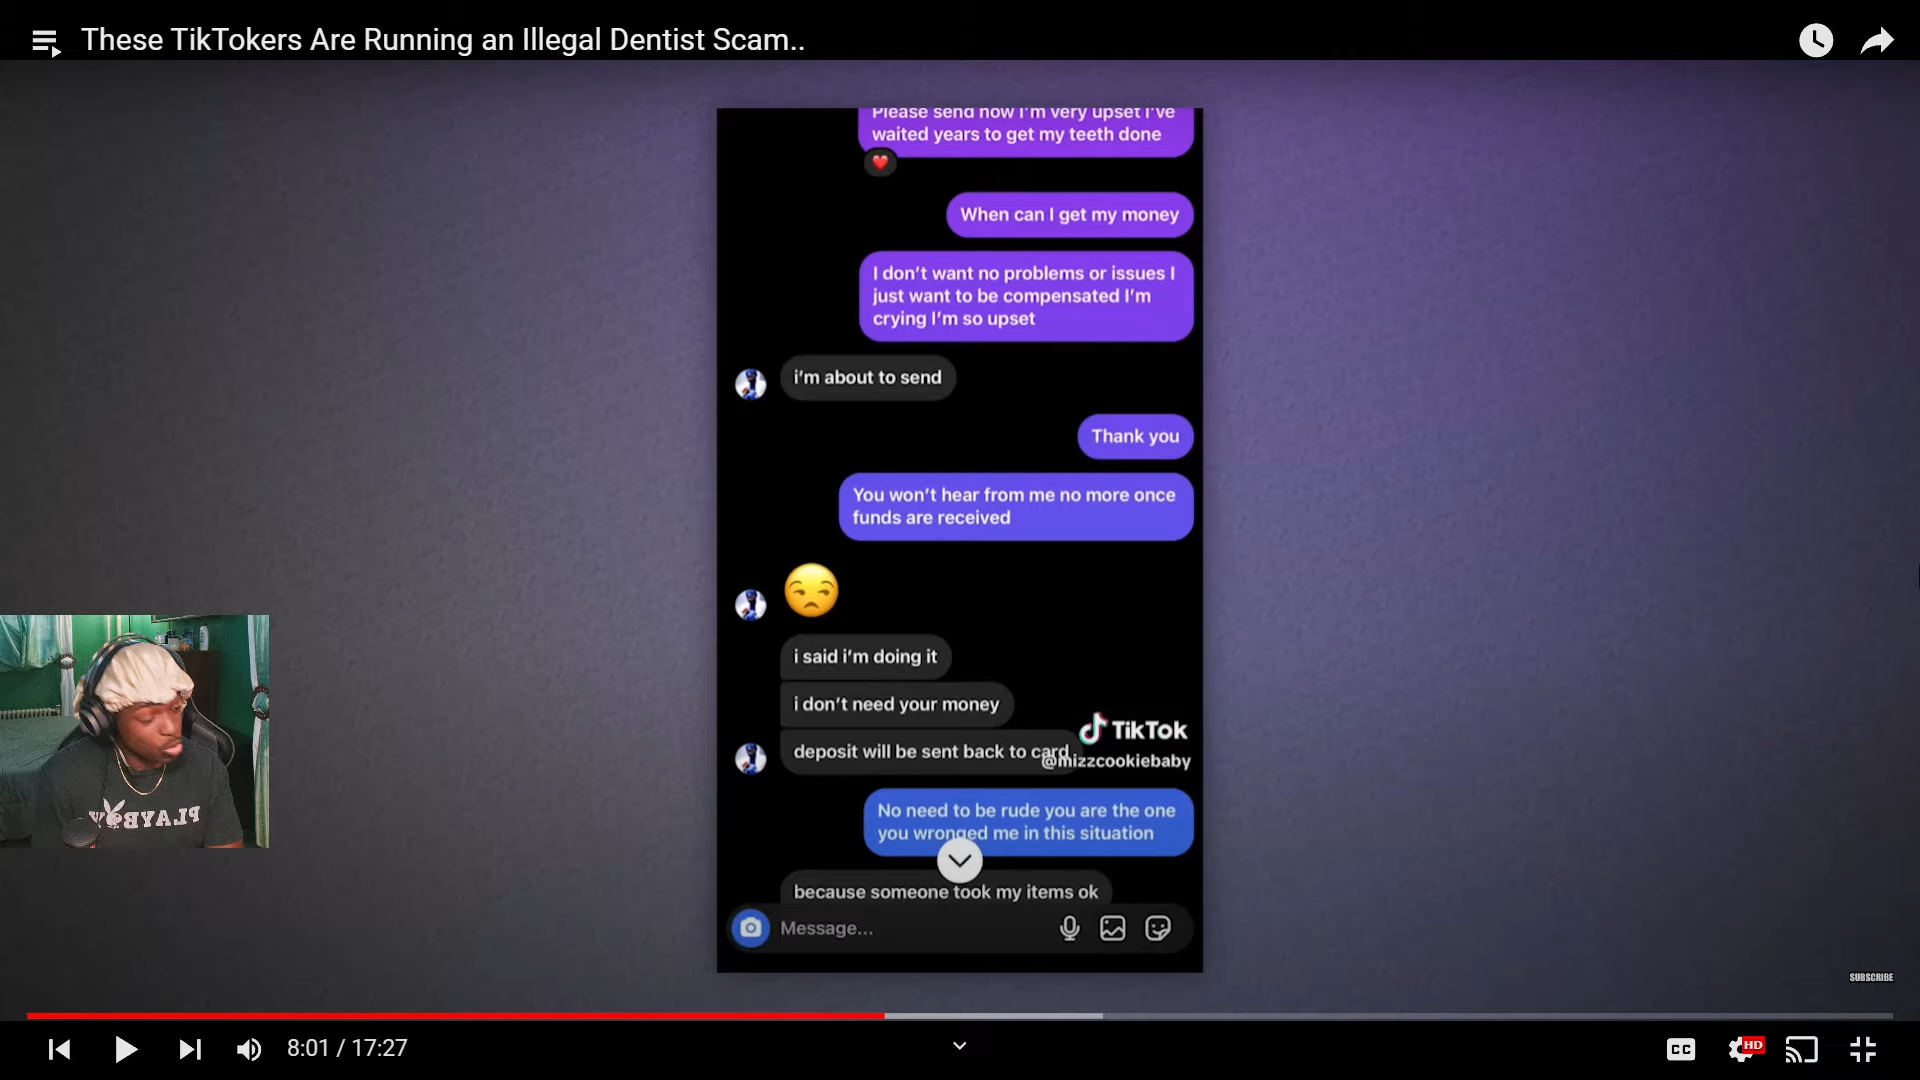 These TikTokers Are Running an Illegal Dentist Scam..
Please send now I'm very upset I've
waited years to get my teeth done
When can I get my money
I don't want no problems or issues I
just want to be compensated I'm
crying I'm so upset
i'm about to send
Thank you
You won't hear from me no more once
funds are received
i said i'm doing it
i don't need your money
deposit will be sent back to card
TikTok
@mizzcookiebaby
No need to be rude you are the one
you wronged me in this situation
because someone took my items ok
Message...
PLAYBOY
SUBSCRIBE
8:01 / 17:27
CC
HD